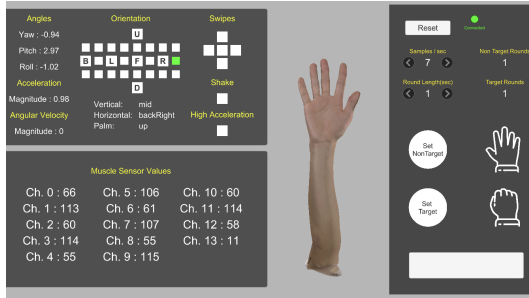 Angles
Yaw : -0.94
Pitch : 2.97
Roll : -1.02
Acceleration
Magnitude : 0.98
Angular Velocity
Magnitude : 0
Orientation
U
B L F R
D
Vertical: mid
Horizontal: backRight
Palm: up
Swipes
Shake
High Acceleration
Muscle Sensor Values
Ch. 0 : 66
Ch. 1 : 113
Ch. 2 : 60
Ch. 3 : 114
Ch. 4 : 55
Ch. 5 : 106
Ch. 6 : 61
Ch. 7 : 107
Ch. 8 : 55
Ch. 9 : 115
Ch. 10 : 60
Ch. 11 : 114
Ch. 12 : 58
Ch. 13 : 11
Reset
Connected
Samples / sec
7
Non Target Rounds
Round Length(sec)
1
Target Rounds
1
Set
NonTarget
Set
Target